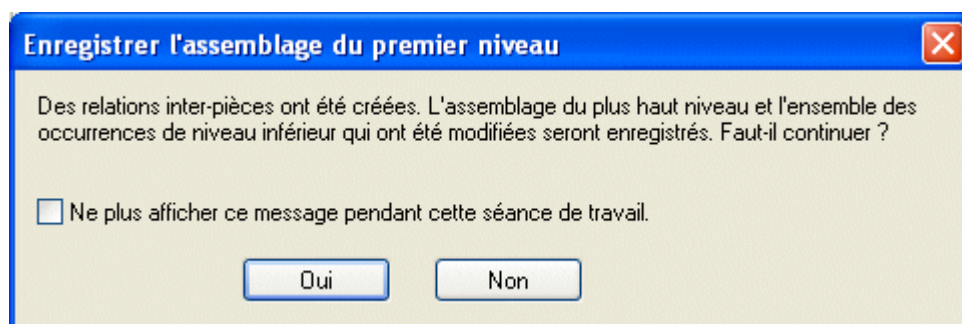 Enregistrer l'assemblage du premier niveau
Des relations inter-pièces ont été créées. L'assemblage du plus haut niveau et l'ensemble des
occurrences de niveau inférieur qui ont été modifiées seront enregistrés. Faut-il continuer ?
Ne plus afficher ce message pendant cette séance de travail.
Oui
Non